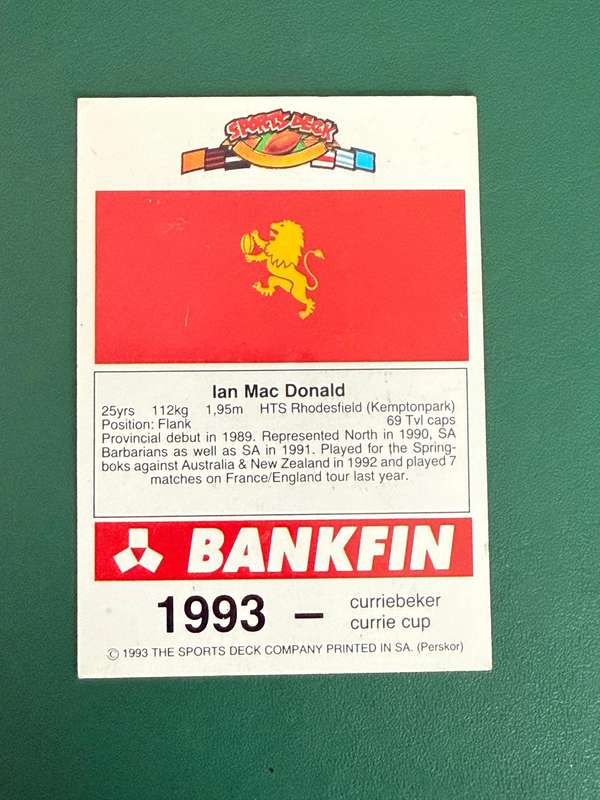 SPORTS DECK
Ian Mac Donald
25yrs 112kg 1,95m HTS Rhodesfield (Kemptonpark)
Position: Flank 69 Tvl caps
Provincial debut in 1989. Represented North in 1990, SA
Barbarians as well as SA in 1991. Played for the Spring-
boks against Australia & New Zealand in 1992 and played 7
matches on France/England tour last year.
BANKFIN
1993 – curriebeker
currie cup
© 1993 THE SPORTS DECK COMPANY PRINTED IN SA. (Perskor)